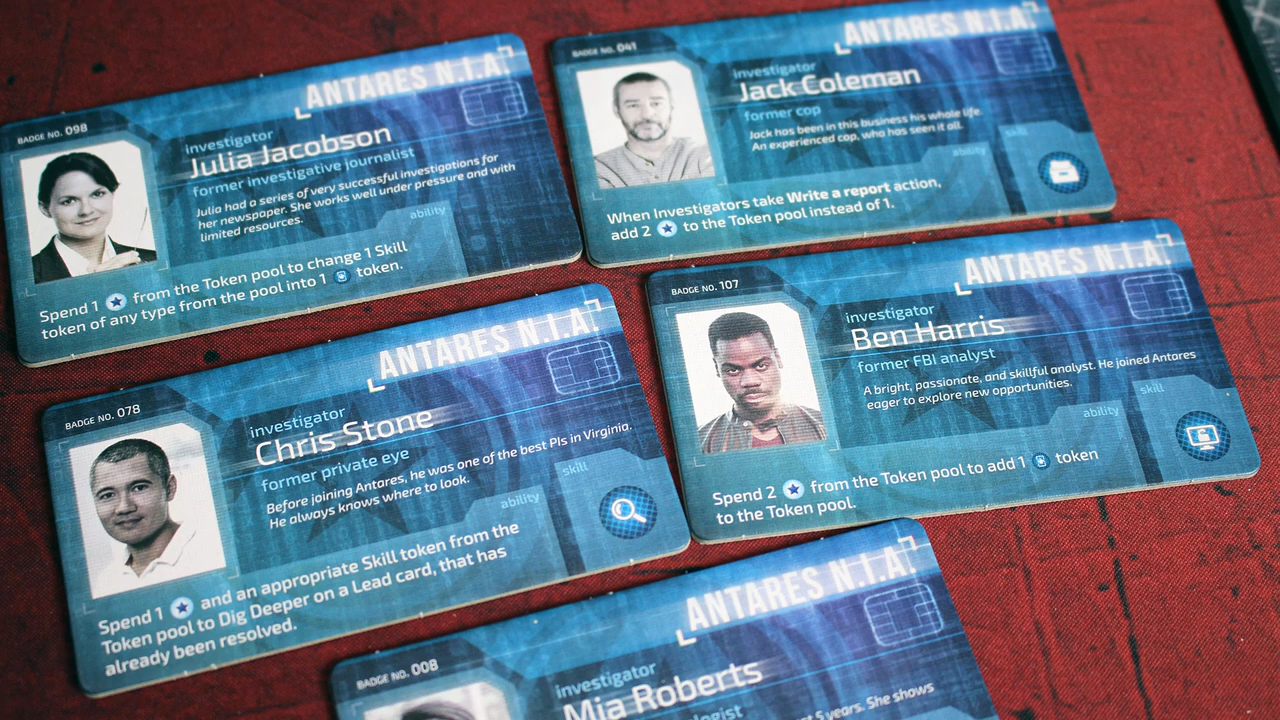 BADGE NO. 098
ANTARES N.I.A.
investigator
Julia Jacobson
former investigative journalist
Julia had a series of very successful investigations for
her newspaper. She works well under pressure and with
limited resources.
ability
Spend 1 from the Token pool to change 1 Skill
token of any type from the pool into 1 token.
BADGE NO. 041
ANTARES N.I.A.
investigator
Jack Coleman
former cop
Jack has been in this business his whole life.
An experienced cop, who has seen it all.
ability
skill
When Investigators take Write a report action,
add 2 to the Token pool instead of 1.
BADGE NO. 078
ANTARES N.I.A.
investigator
Chris Stone
former private eye
Before joining Antares, he was one of the best PIs in Virginia.
He always knows where to look.
ability
skill
Spend 1 and an appropriate Skill token from the
Token pool to Dig Deeper on a Lead card, that has
already been resolved.
BADGE NO. 107
ANTARES N.I.A.
investigator
Ben Harris
former FBI analyst
A bright, passionate, and skillful analyst. He joined Antares
eager to explore new opportunities.
ability
skill
Spend 2 from the Token pool to add 1 token
to the Token pool.
BADGE NO. 008
ANTARES N.I.A.
investigator
Mia Roberts
5 years. She shows